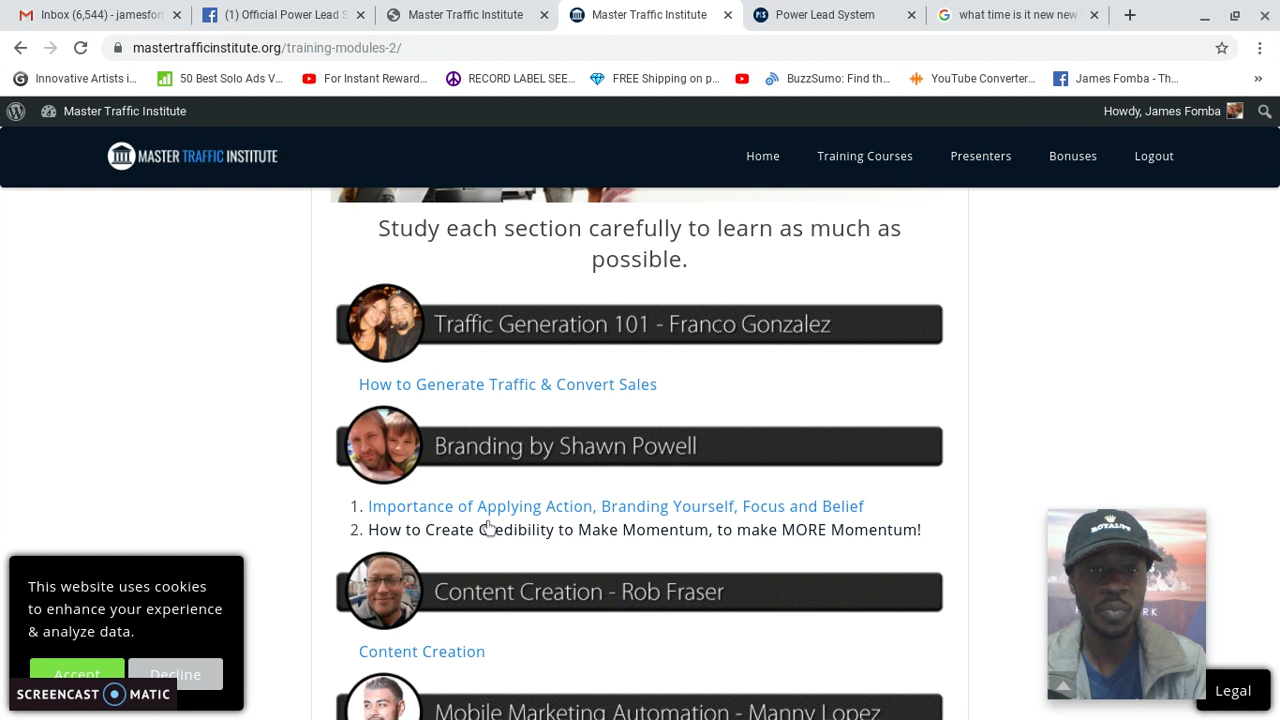 Inbox (6,544) - jamesfom
(1) Official Power Lead S
Master Traffic Institute
Master Traffic Institute
Power Lead System
what time is it new new
mastertrafficinstitute.org/training-modules-2/
Innovative Artists i...
50 Best Solo Ads V...
For Instant Reward...
RECORD LABEL SEE...
FREE Shipping on p...
BuzzSumo: Find th...
YouTube Converter...
James Fomba - Th...
Master Traffic Institute
Howdy, James Fomba
MASTER TRAFFIC INSTITUTE
Home
Training Courses
Presenters
Bonuses
Logout
Study each section carefully to learn as much as
possible.
Traffic Generation 101 - Franco Gonzalez
How to Generate Traffic & Convert Sales
Branding by Shawn Powell
1. Importance of Applying Action, Branding Yourself, Focus and Belief
2. How to Create Credibility to Make Momentum, to make MORE Momentum!
Content Creation - Rob Fraser
Content Creation
Mobile Marketing Automation - Manny Lopez
This website uses cookies
to enhance your experience
& analyze data.
Accept
Decline
SCREENCAST MATIC
ROYALTY
Legal